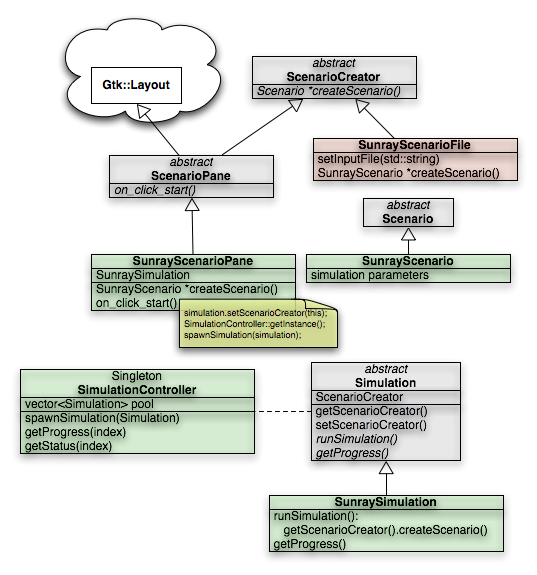 Gtk::Layout
abstract
ScenarioCreator
Scenario *createScenario()
SunrayScenarioFile
setInputFile(std::string)
SunrayScenario *createScenario()
abstract
ScenarioPane
on_click_start()
abstract
Scenario
SunrayScenarioPane
SunraySimulation
SunrayScenario *createScenario()
on_click_start()
SunrayScenario
simulation parameters
simulation.setScenarioCreator(this);
SimulationController::getInstance();
spawnSimulation(simulation);
Singleton
SimulationController
vector<Simulation> pool
spawnSimulation(Simulation)
getProgress(index)
getStatus(index)
abstract
Simulation
ScenarioCreator
getScenarioCreator()
setScenarioCreator()
runSimulation()
getProgress()
SunraySimulation
runSimulation():
getScenarioCreator().createScenario()
getProgress()